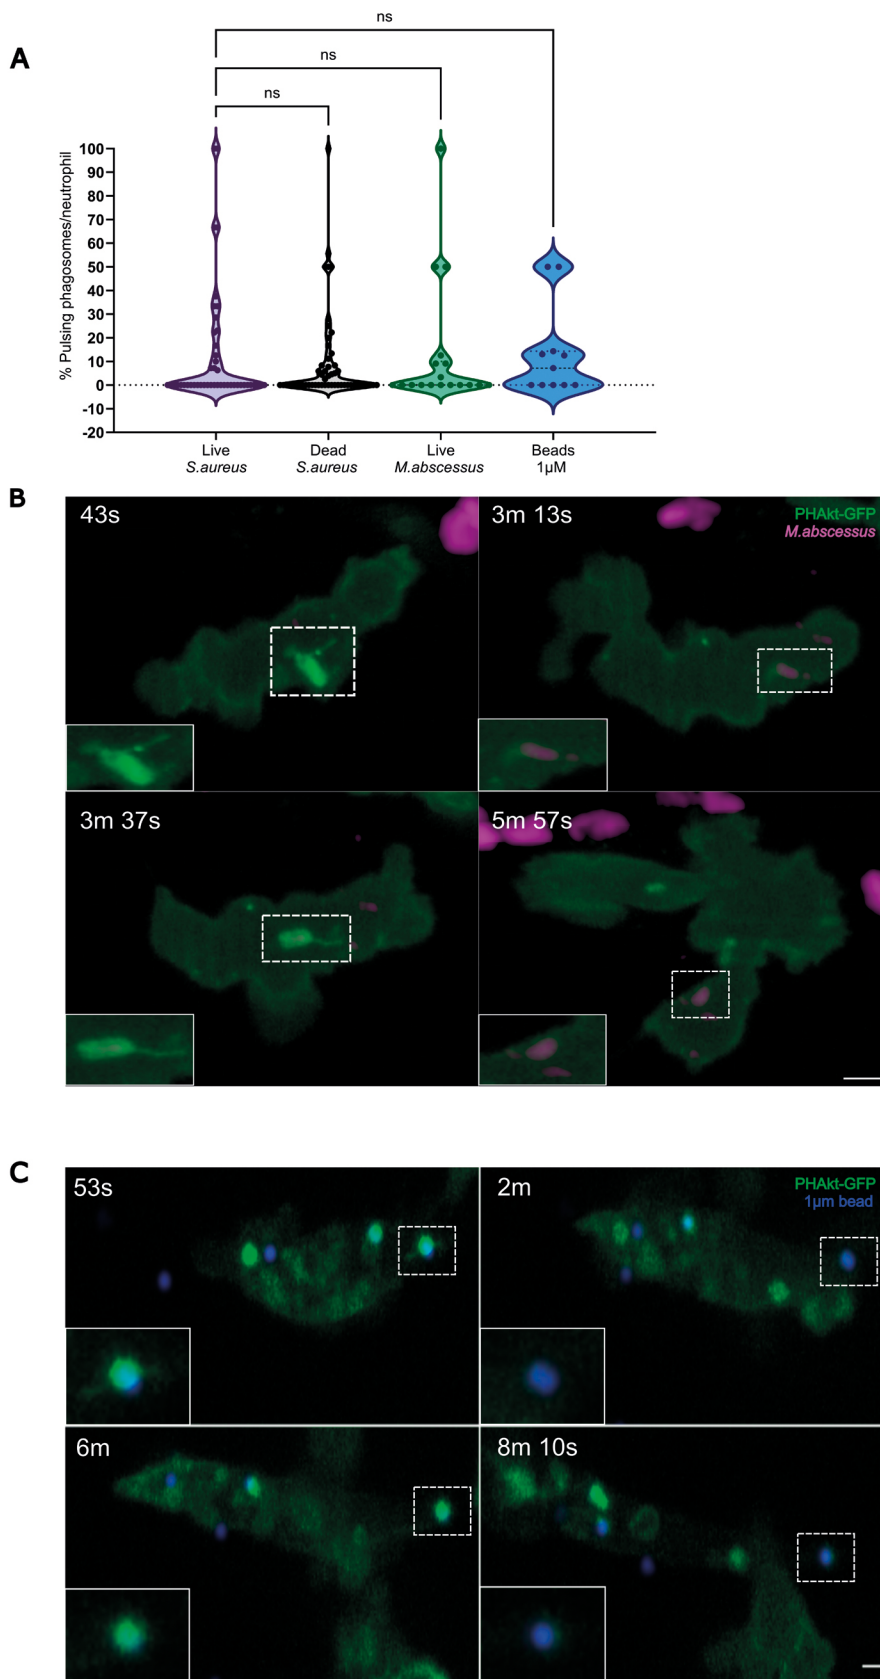 A
ns
ns
ns
% Pulsing phagosomes/neutrophil
100
90
80
70
60
50
40
30
20
10
0
-10
-20
Live
S.aureus
Dead
S.aureus
Live
M.abscessus
Beads
1µM
B
43s
3m 13s
PHAkt-GFP
M.abscessus
3m 37s
5m 57s
C
53s
2m
PHAkt-GFP
1µm bead
6m
8m 10s